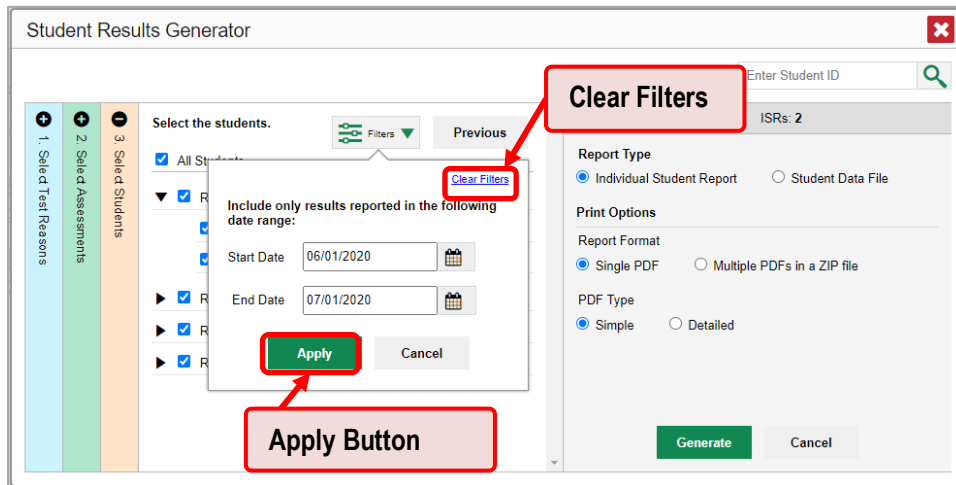 Student Results Generator
Clear Filters
Enter Student ID
1. Select Test Reasons
2. Select Assessments
3. Select Students
Select the students.
Filters
Previous
All Students
Clear Filters
R
Include only results reported in the following
date range:
Start Date 06/01/2020
End Date 07/01/2020
R
R
R
Apply Cancel
Apply Button
ISRs: 2
Report Type
Individual Student Report Student Data File
Print Options
Report Format
Single PDF Multiple PDFs in a ZIP file
PDF Type
Simple Detailed
Generate Cancel